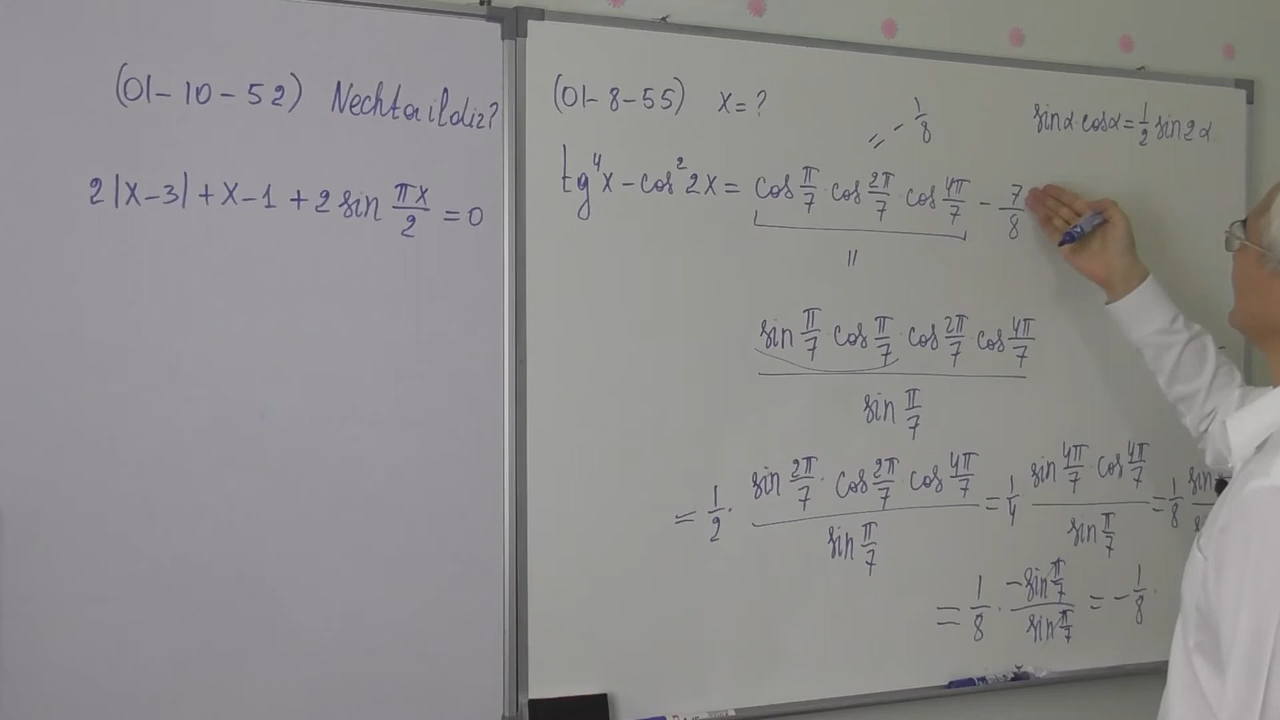 (01-10-52) Nechta ildiz?
2|x-3|+x-1+2 sin πx/2 =0
(01-8-55) x=?
sinα cosα = 1/2 sin2α
= -1/8
tg⁴x - cos²2x = cos π/7 · cos 2π/7 · cos 4π/7 - 7/8
=
sin π/7 · cos π/7 · cos 2π/7 cos 4π/7 / sin π/7
= 1/2 · sin 2π/7 · cos 2π/7 cos 4π/7 / sin π/7 = 1/4 sin 4π/7 · cos 4π/7 / sin π/7 = 1/8 sin
= 1/8 · -sin π/7 / sin π/7 = -1/8 .